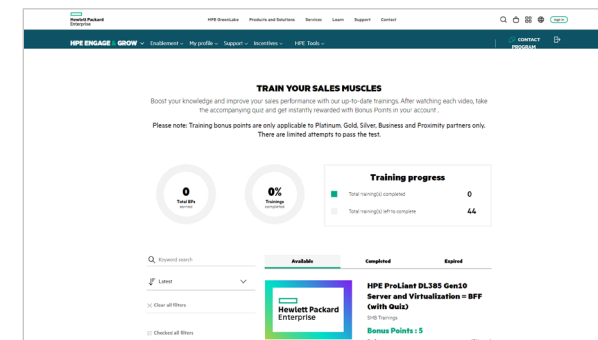 Hewlett Packard
Enterprise
HPE GreenLake Products and Solutions Services Learn Support Contact
Sign in
HPE ENGAGE & GROW Enablement My profile Support Incentives HPE Tools
CONTACT
PROGRAM
TRAIN YOUR SALES MUSCLES
Boost your knowledge and improve your sales performance with our up-to-date trainings. After watching each video, take
the accompanying quiz and get instantly rewarded with Bonus Points in your account.
Please note: Training bonus points are only applicable to Platinum, Gold, Silver, Business and Proximity partners only.
There are limited attempts to pass the test.
0
Total BPs
earned
0%
Trainings
completed
Training progress
Total training(s) completed 0
Total training(s) left to complete 44
Keyword search
Available Completed Expired
Latest
Clear all filters
Checked all filters
Hewlett Packard
Enterprise
HPE ProLiant DL385 Gen10
Server and Virtualization = BFF
(with Quiz)
SMB Trainings
Bonus Points : 5